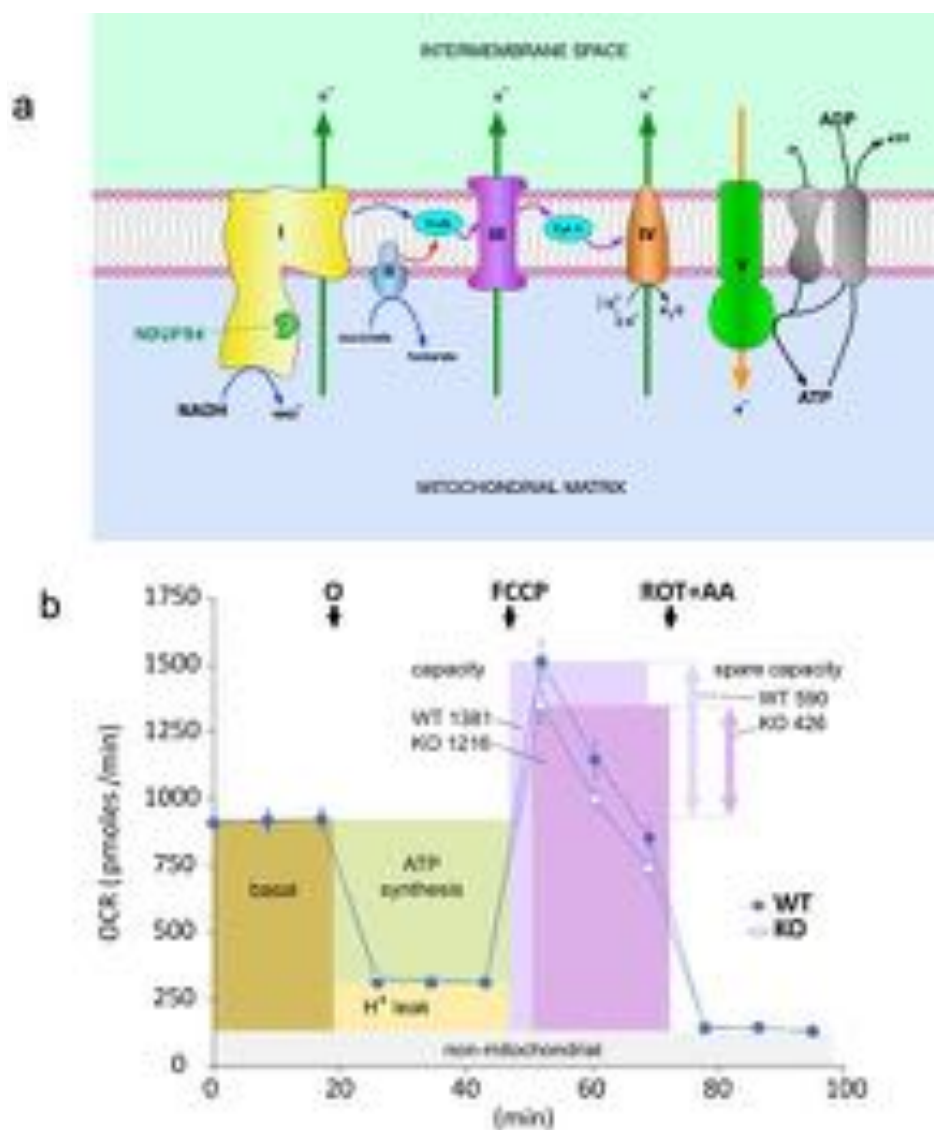 a
INTERMEMBRANE SPACE
ADP
I
III
IV
V
NDUFS4
succinate
fumarate
NADH
ATP
MITOCHONDRIAL MATRIX
b
O
FCCP
ROT+AA
1750
1500
1250
1000
750
500
250
0
OCR (pmoles /min)
capacity
WT 1381
KO 1216
spare capacity
WT 590
KO 426
basal
ATP
synthesis
H⁺ leak
non-mitochondrial
WT
KO
0
20
40
60
80
100
(min)